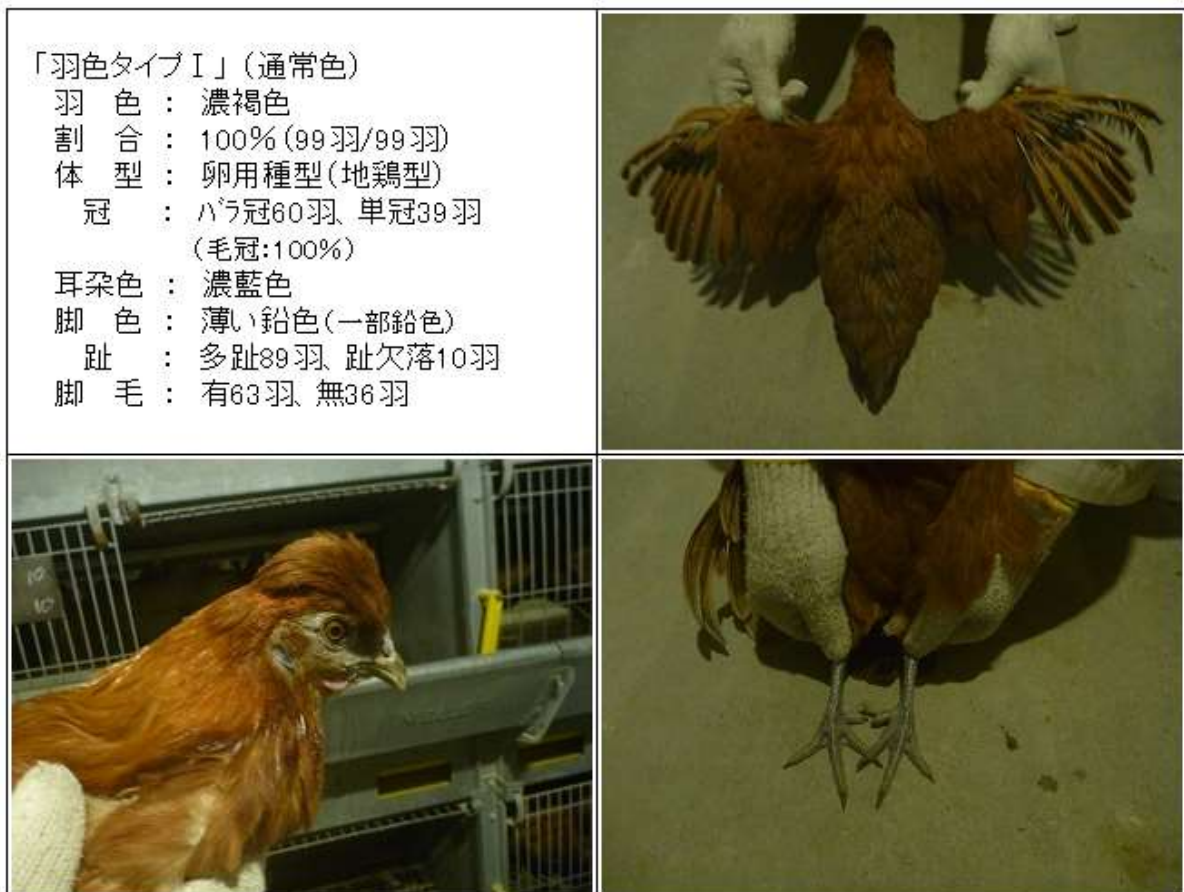 「羽色タイプⅠ」(通常色)
羽 色 : 濃褐色
割 合 : 100%(99羽/99羽)
体 型 : 卵用種型(地鶏型)
冠 : バラ冠60羽、単冠39羽
(毛冠:100%)
耳朶色 : 濃藍色
脚 色 : 薄い鉛色(一部鉛色)
趾 : 多趾89羽、趾欠落10羽
脚 毛 : 有63羽、無36羽
10
10